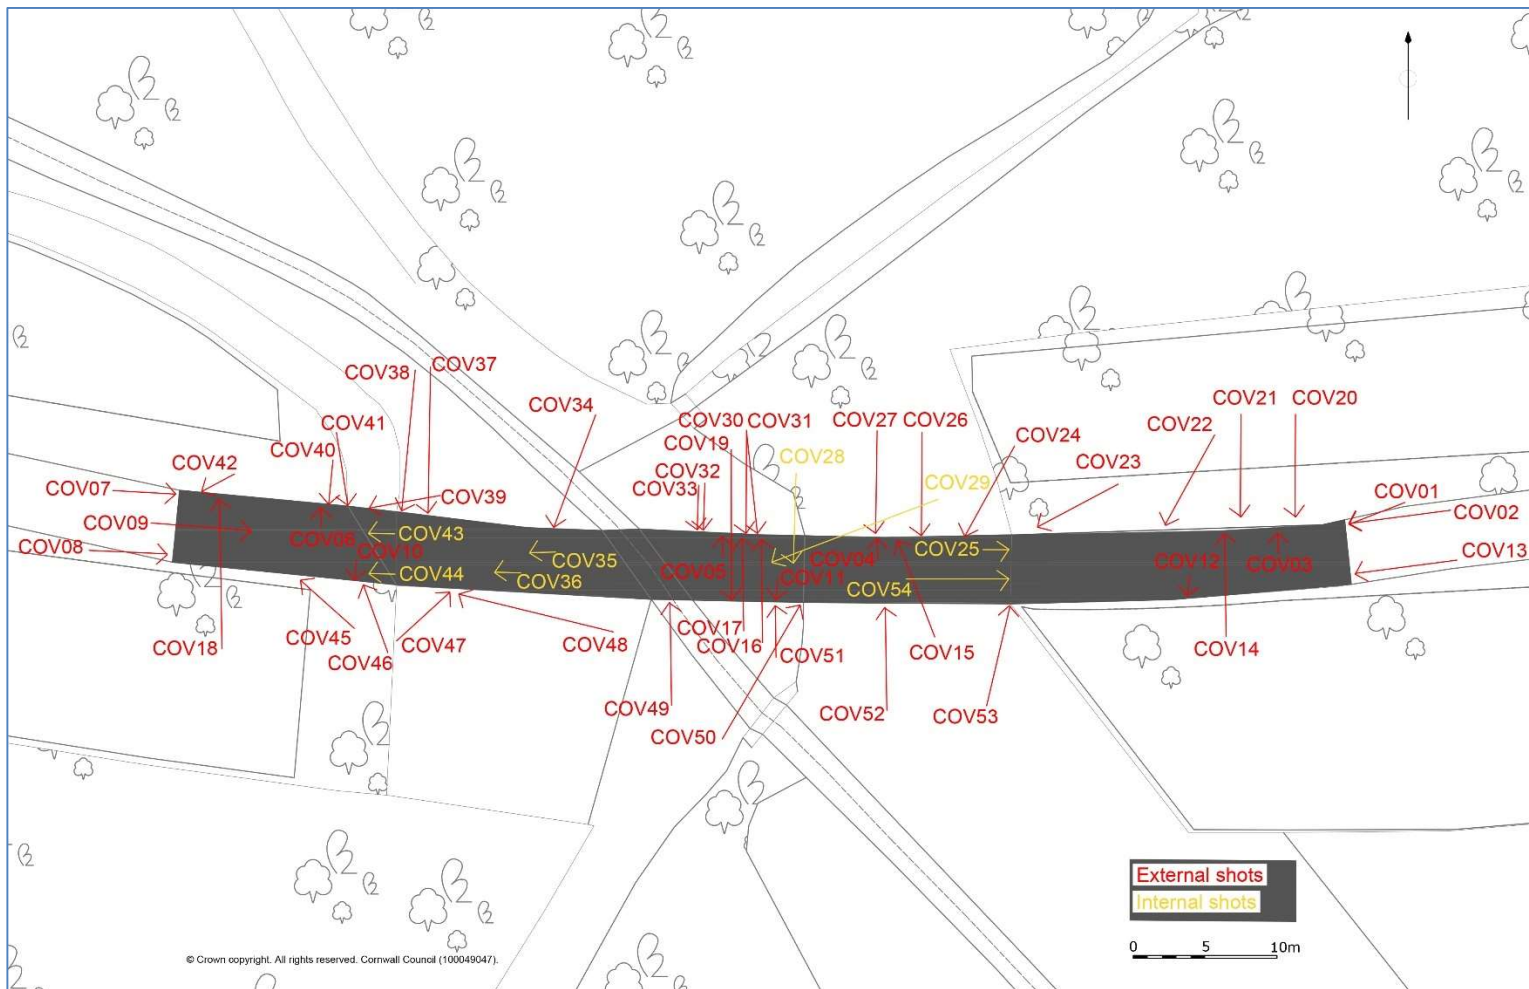 COV38
COV37
COV34
COV41
COV30
COV31
COV27
COV26
COV21
COV20
COV40
COV19
COV22
COV24
COV42
COV28
COV32
COV23
COV07
COV39
COV33
COV29
COV01
COV02
COV09
COV06
COV10
COV43
COV08
COV35
COV04
COV25
COV12
COV03
COV13
COV44
COV36
COV05
COV11
COV54
COV45
COV47
COV48
COV17
COV18
COV46
COV16
COV51
COV15
COV14
COV49
COV50
COV52
COV53
External shots
Internal shots
0 5 10m
© Crown copyright. All rights reserved. Cornwall Council (100049047).